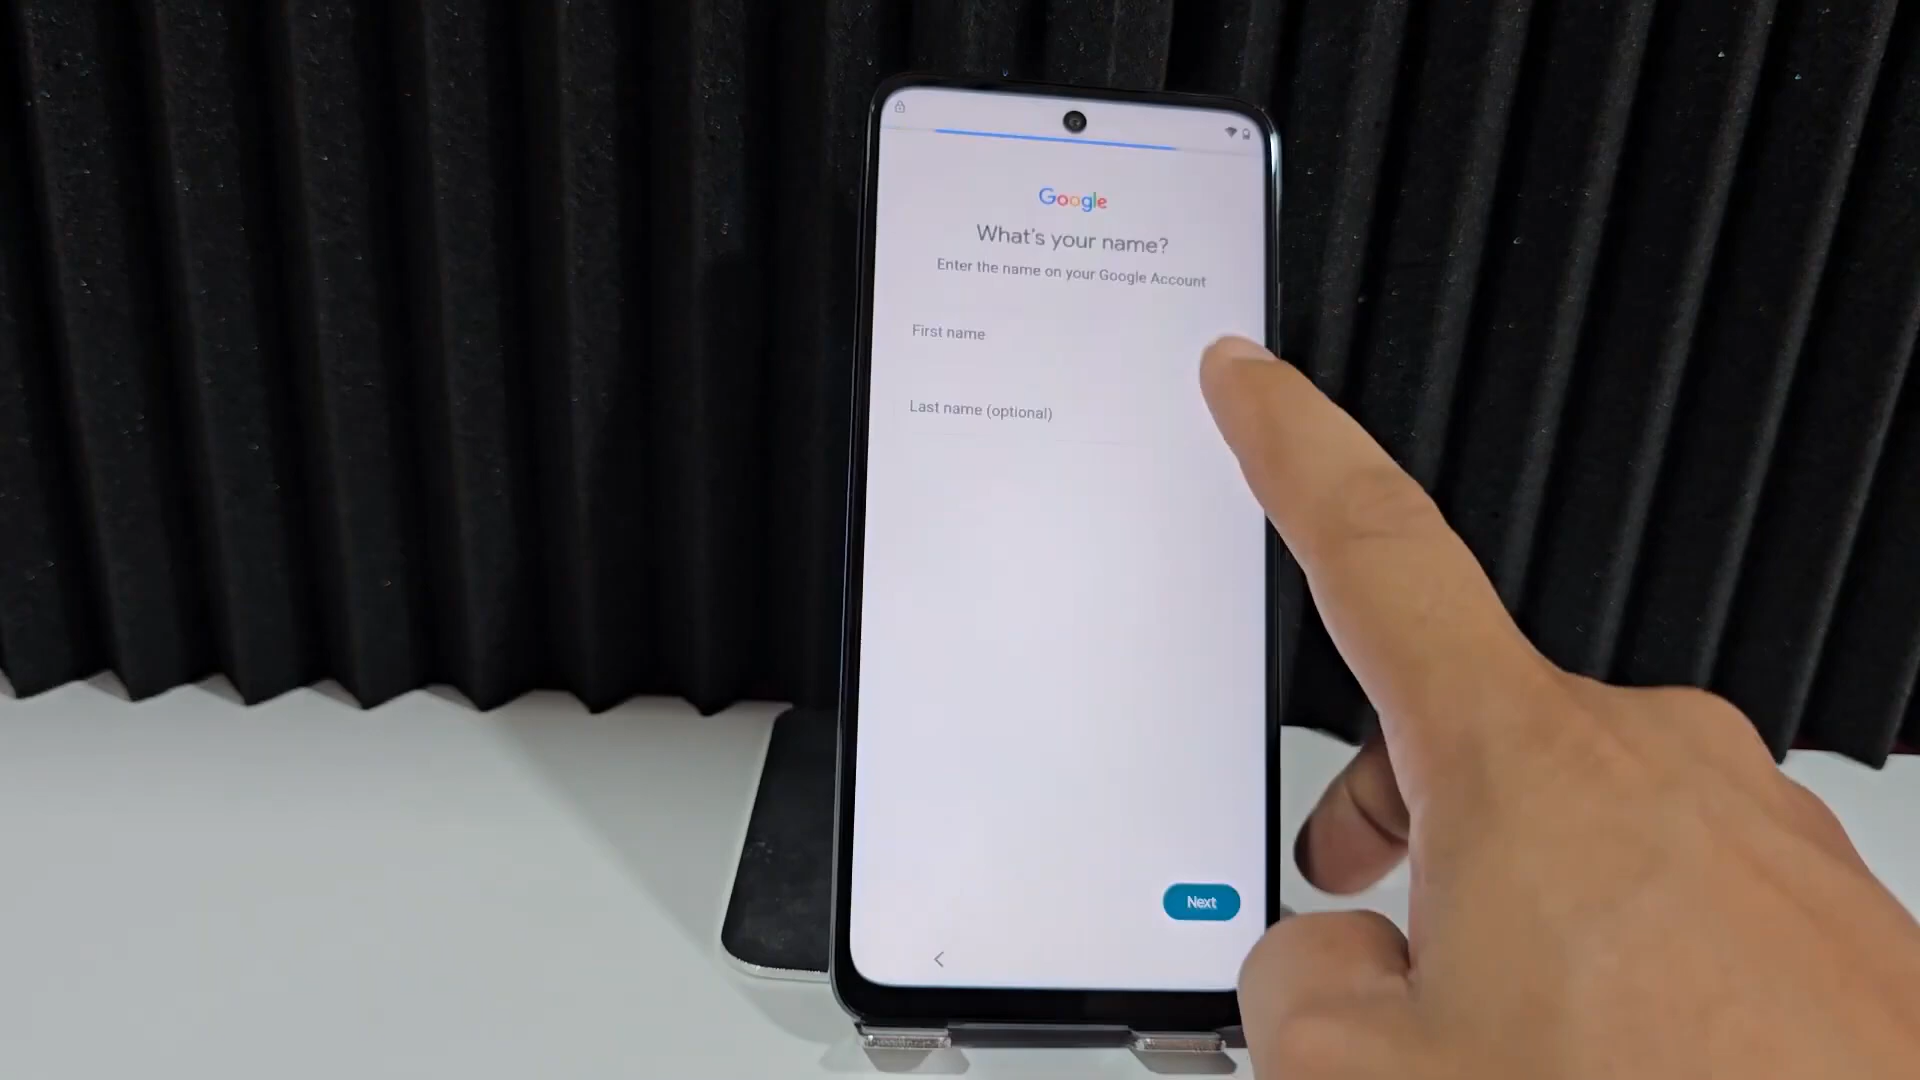 Google
What's your name?
Enter the name on your Google Account
First name
Last name (optional)
Next